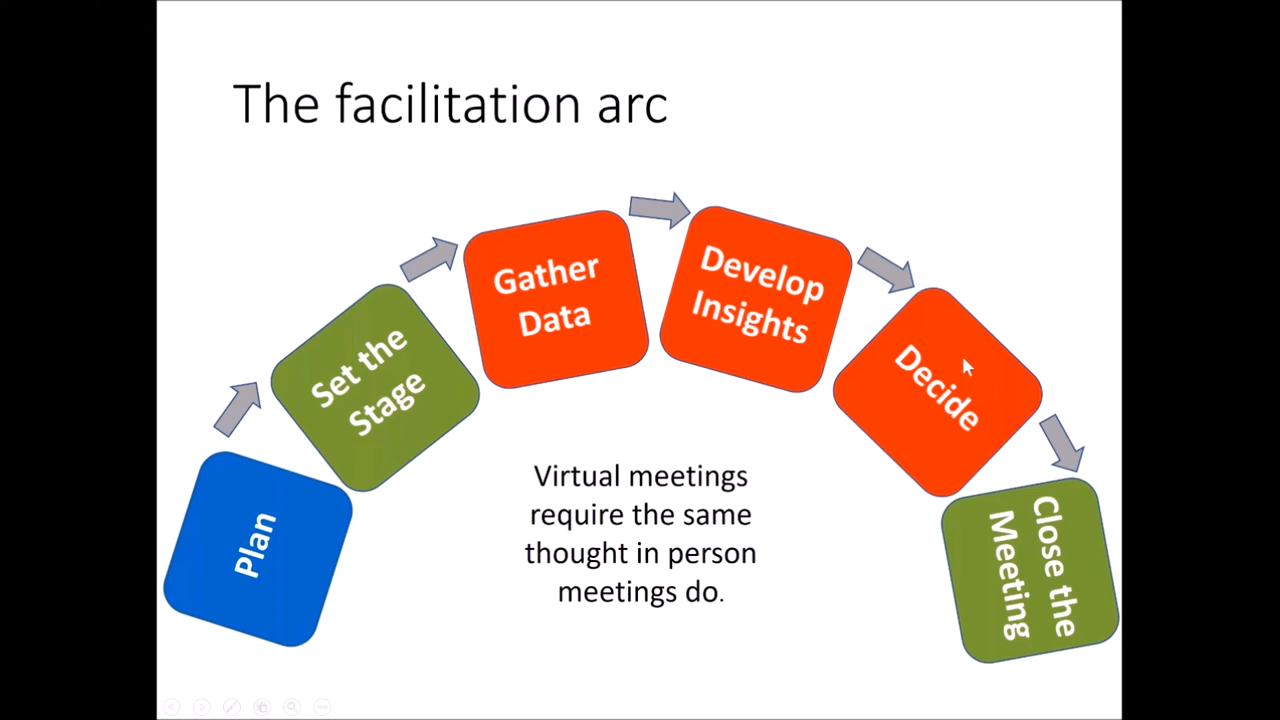 The facilitation arc
Plan
Set the
Stage
Gather
Data
Develop
Insights
Decide
Close the
Meeting
Virtual meetings
require the same
thought in person
meetings do.